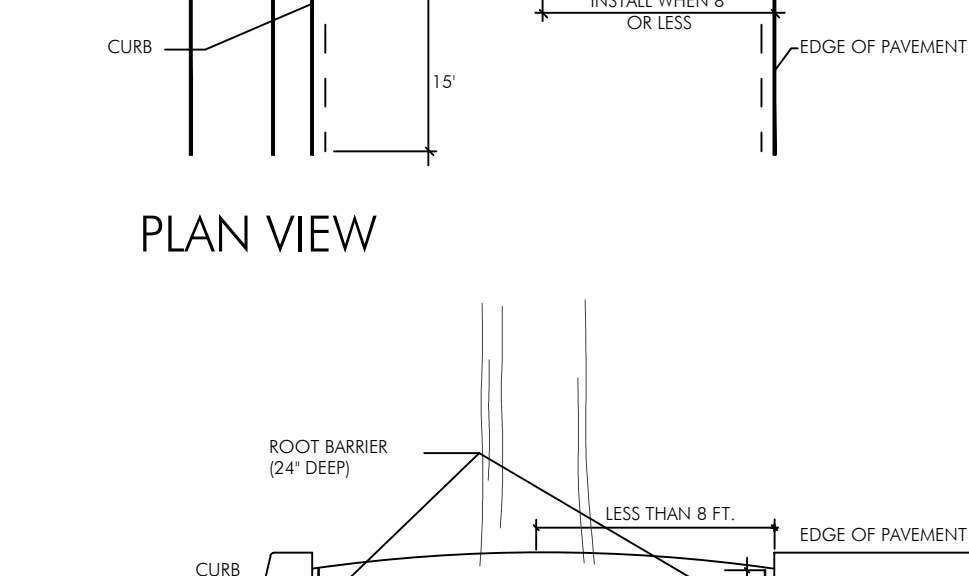 INSTALL WHEN 8'
OR LESS
CURB
EDGE OF PAVEMENT
15'
PLAN VIEW
ROOT BARRIER
(24" DEEP)
LESS THAN 8 FT.
EDGE OF PAVEMENT
CURB